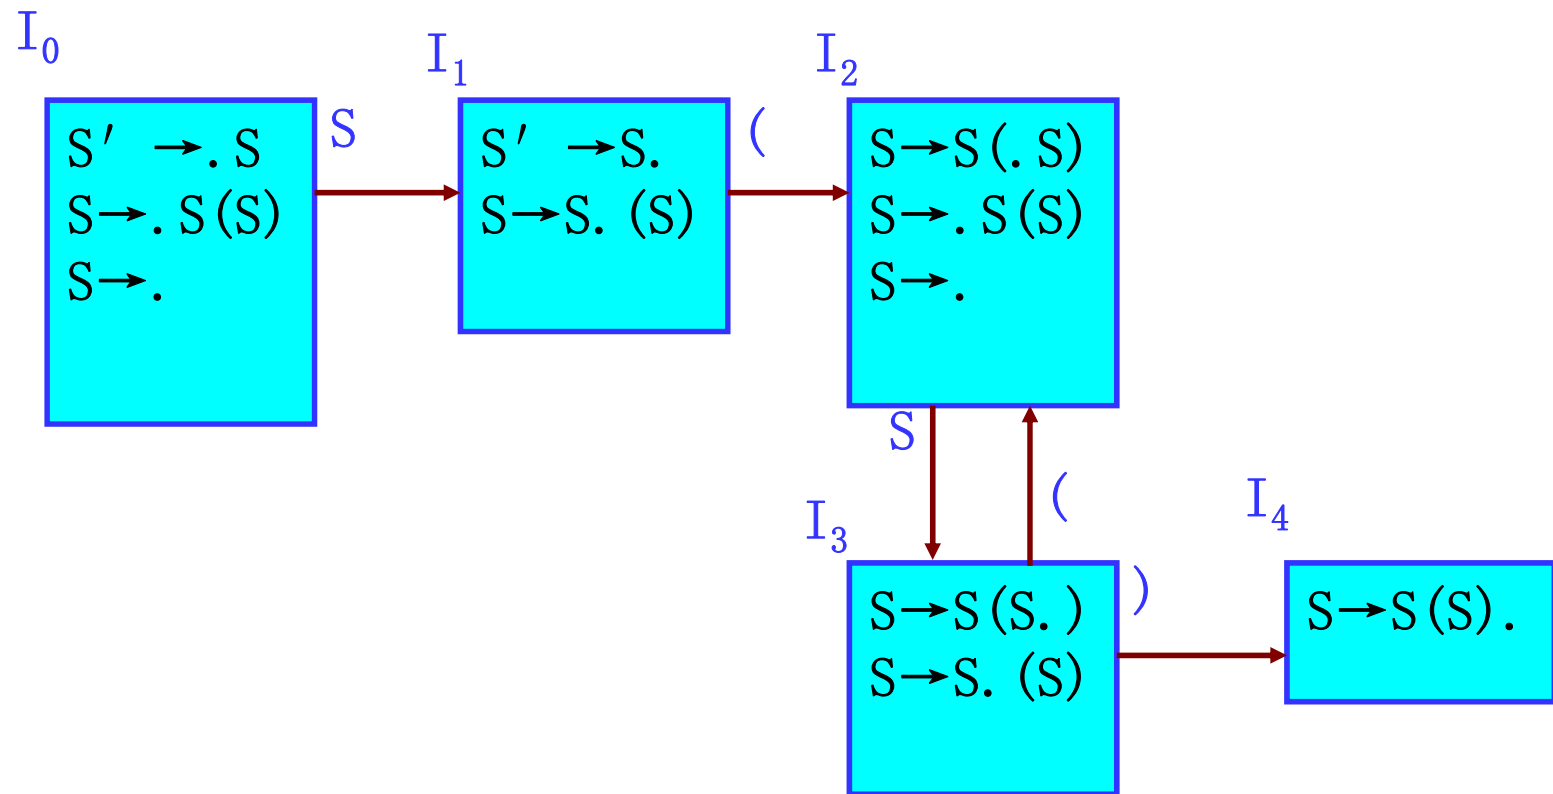 I₀
S' →.S
S→.S(S)
S→.
S
I₁
S' →S.
S→S.(S)
(
I₂
S→S(.S)
S→.S(S)
S→.
S
(
I₃
S→S(S.)
S→S.(S)
)
I₄
S→S(S).